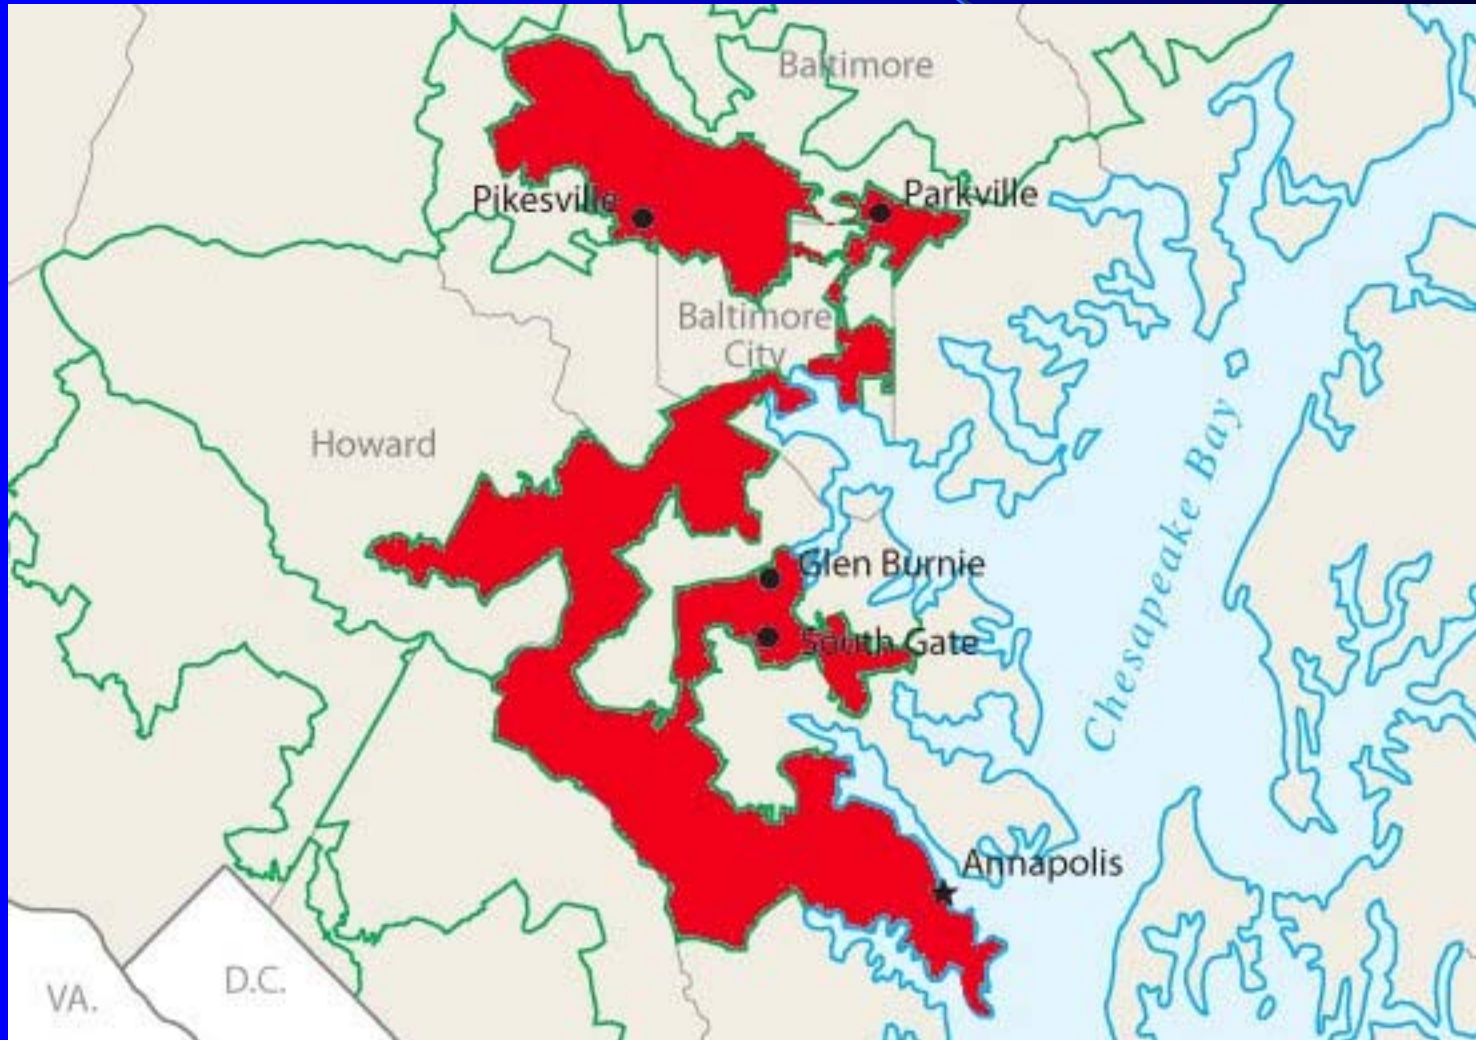 Baltimore
Pikesville
Parkville
Baltimore
City
Howard
Chesapeake Bay
Glen Burnie
South Gate
Annapolis
D.C.
VA.